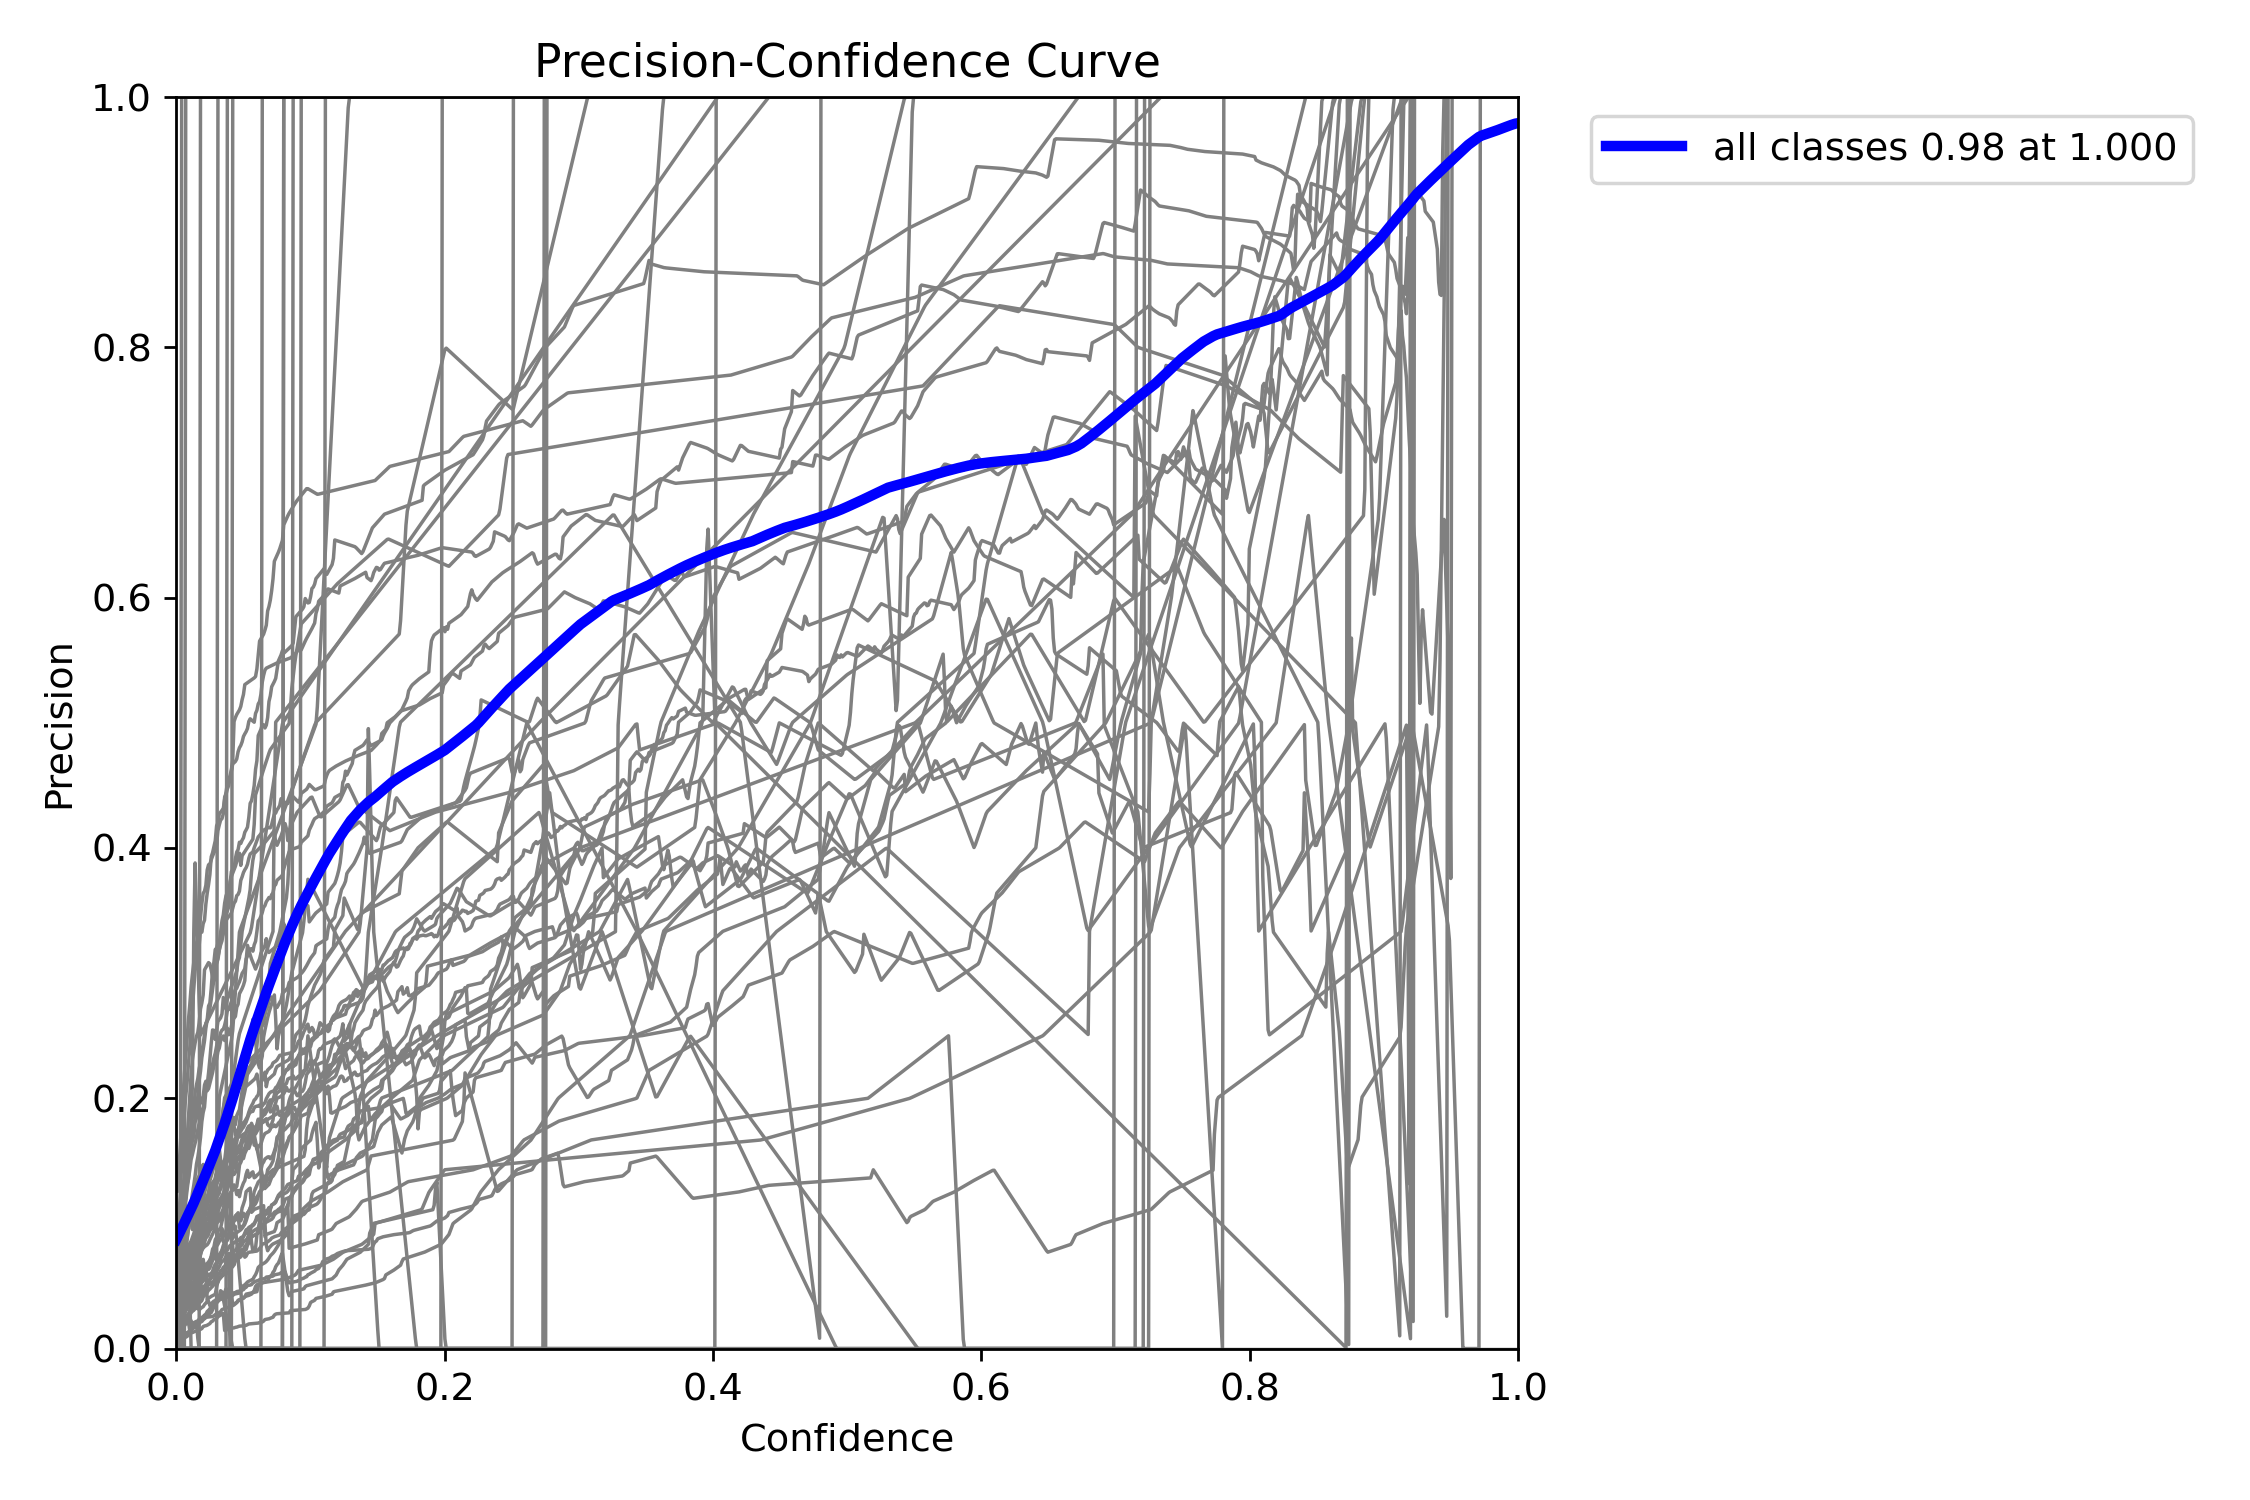 Precision-Confidence Curve
all classes 0.98 at 1.000
Precision
1.0
0.8
0.6
0.4
0.2
0.0
0.0 0.2 0.4 0.6 0.8 1.0
Confidence